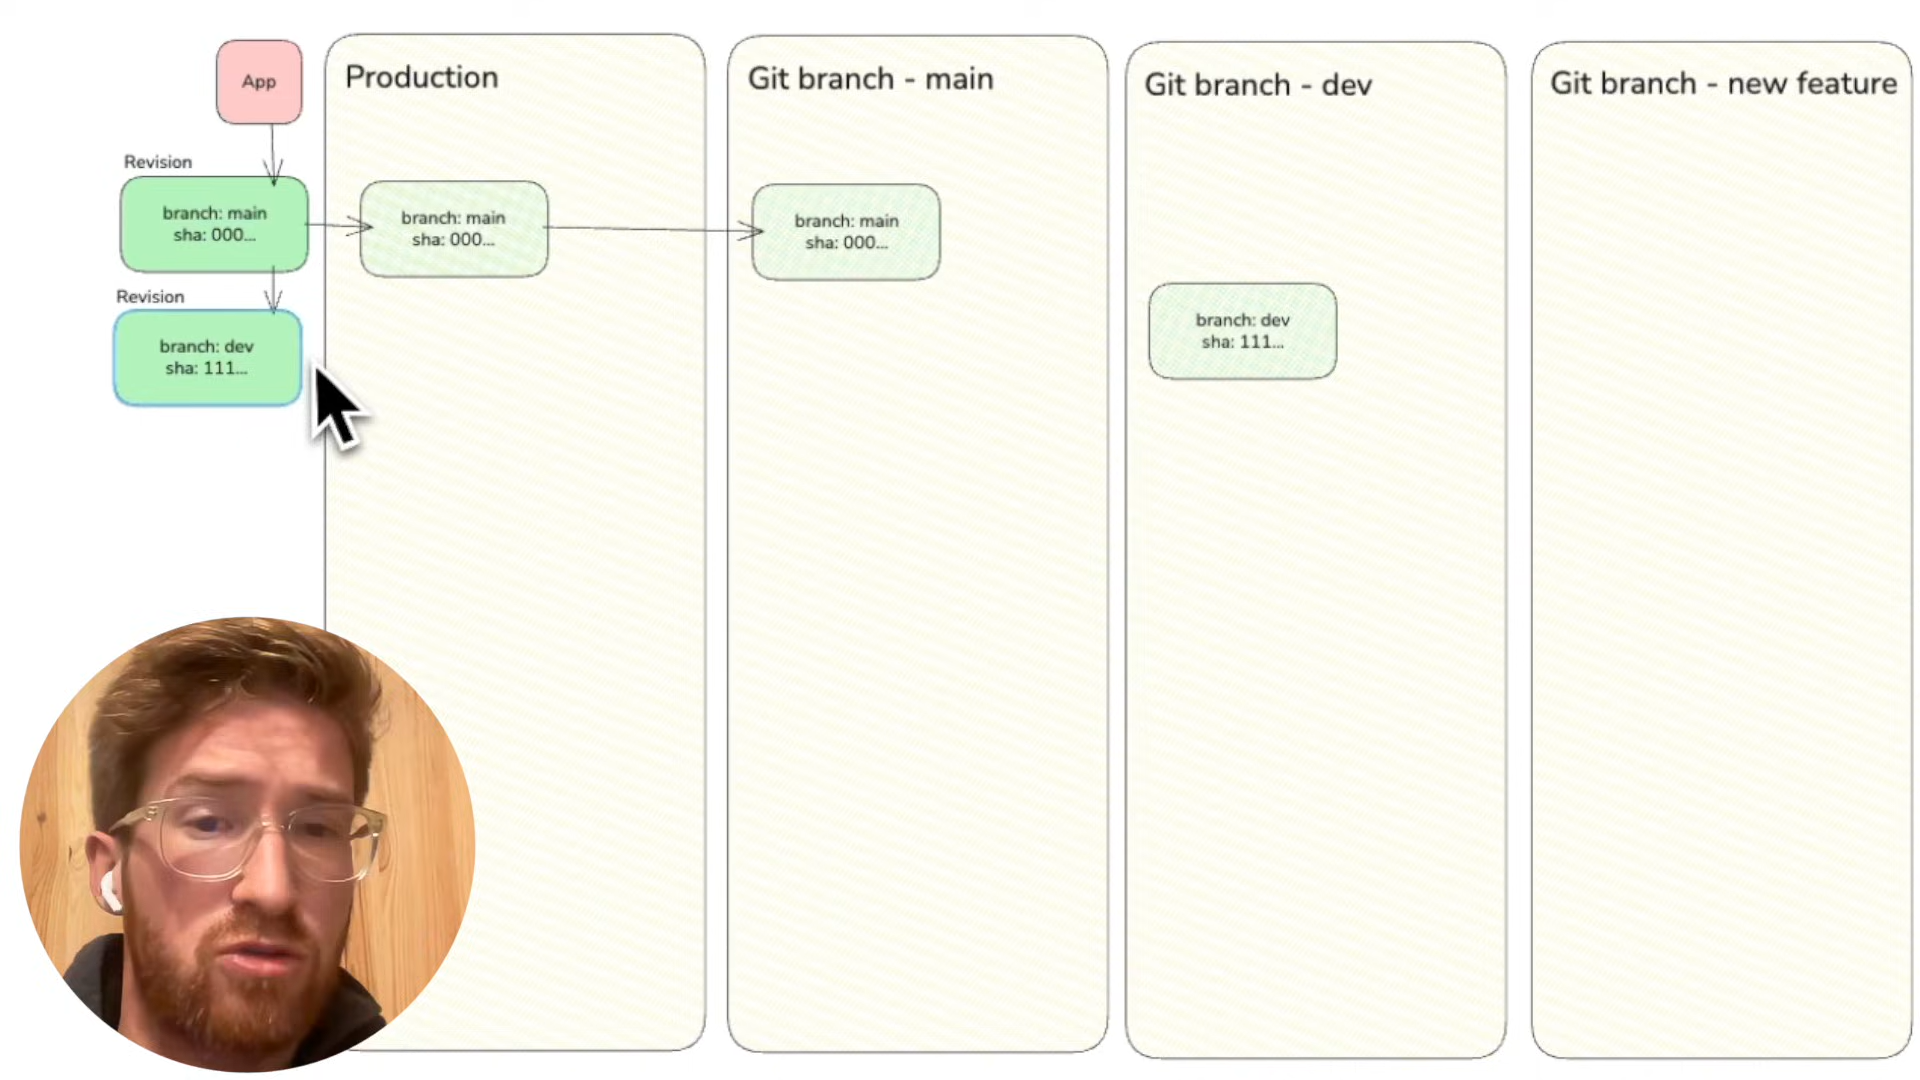 App
Production
Git branch - main
Git branch - dev
Git branch - new feature
Revision
branch: main
sha: 000...
branch: main
sha: 000...
branch: main
sha: 000...
Revision
branch: dev
sha: 111...
branch: dev
sha: 111...